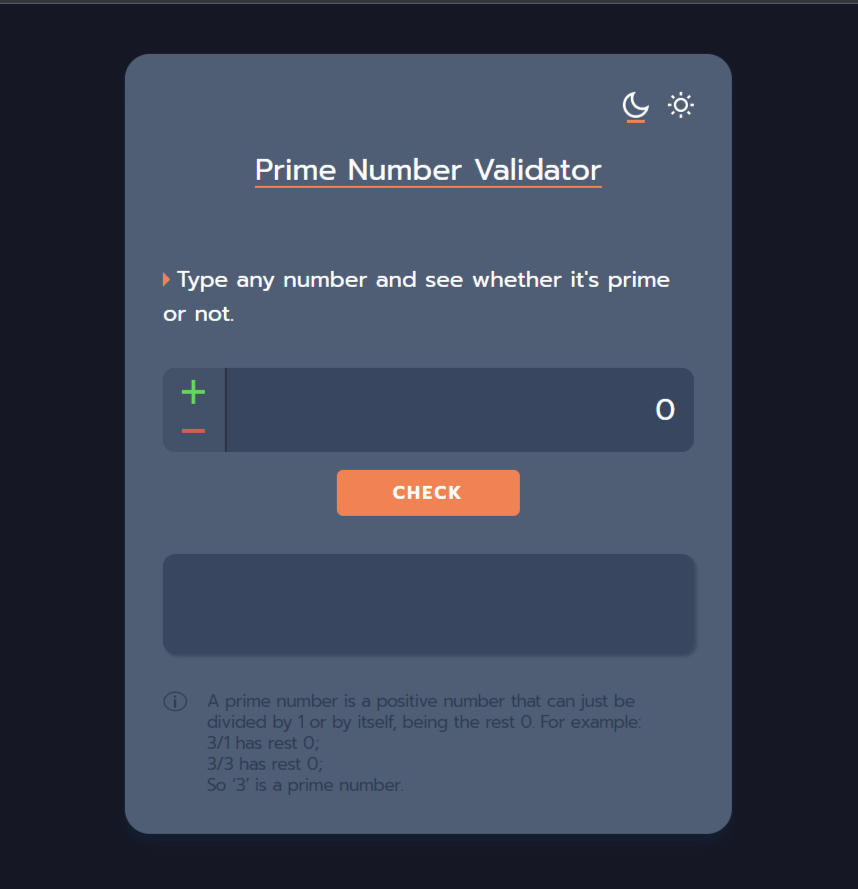 Prime Number Validator
Type any number and see whether it's prime
or not.
+
−
0
CHECK
A prime number is a positive number that can just be
divided by 1 or by itself, being the rest 0. For example:
3/1 has rest 0;
3/3 has rest 0;
So '3' is a prime number.